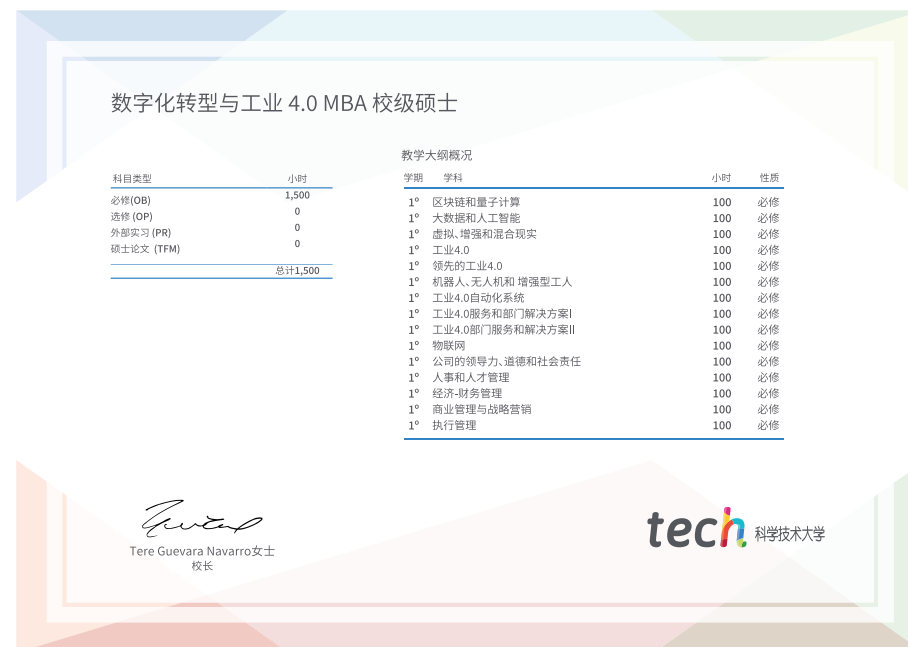 数字化转型与工业 4.0 MBA 校级硕士
科目类型 小时
必修(OB) 1,500
选修 (OP) 0
外部实习 (PR) 0
硕士论文 (TFM) 0
总计1,500
教学大纲概况
学期 学科 小时 性质
1º 区块链和量子计算 100 必修
1º 大数据和人工智能 100 必修
1º 虚拟、增强和混合现实 100 必修
1º 工业4.0 100 必修
1º 领先的工业4.0 100 必修
1º 机器人、无人机和 增强型工人 100 必修
1º 工业4.0自动化系统 100 必修
1º 工业4.0服务和部门解决方案I 100 必修
1º 工业4.0部门服务和解决方案II 100 必修
1º 物联网 100 必修
1º 公司的领导力、道德和社会责任 100 必修
1º 人事和人才管理 100 必修
1º 经济-财务管理 100 必修
1º 商业管理与战略营销 100 必修
1º 执行管理 100 必修
Tere Guevara Navarro女士
校长
tech 科学技术大学